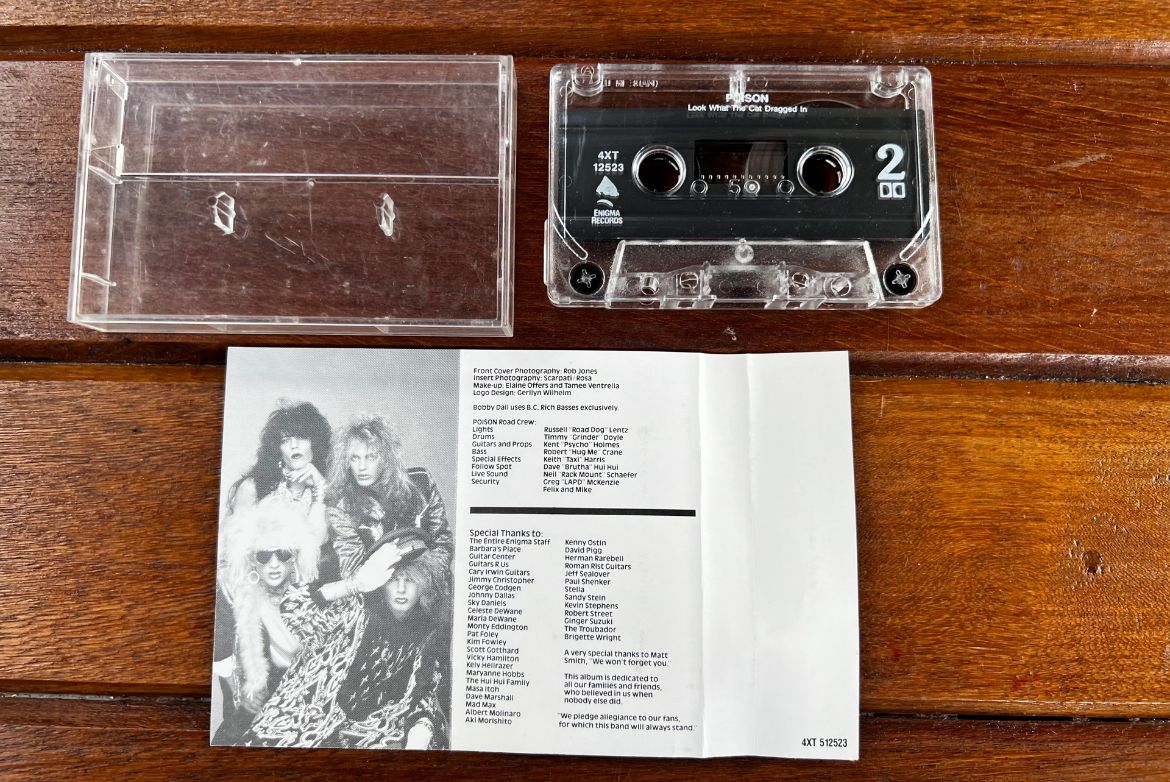 POISON
Look What The Cat Dragged In
4XT
12523
ENIGMA
RECORDS
50
2
Front Cover Photography: Rob Jones
Insert Photography: Scarpati/Rosa
Make-up: Elaine Offers and Tamee Ventrella
Logo Design: Gerilyn Wilhelm
Bobby Dall uses B.C. Rich Basses exclusively.
POISON Road Crew:
Lights Russell "Road Dog" Lentz
Drums Timmy "Grinder" Doyle
Guitars and Props Kent "Psycho" Holmes
Bass Robert "Hug Me" Crane
Special Effects Keith "Taxi" Harris
Follow Spot Dave "Brutha" Hui Hui
Live Sound Neil "Rack Mount" Schaefer
Security Greg "LAPD" McKenzie
Felix and Mike
Special Thanks to:
The Entire Enigma Staff
Barbara's Place
Guitar Center
Guitars R Us
Cary Irwin Guitars
Jimmy Christopher
George Codgen
Johnny Dallas
Sky Daniels
Celeste DeWane
Maria DeWane
Monty Eddington
Pat Foley
Kim Fowley
Scott Gotthard
Vicky Hamilton
Kelv Hellrazer
Maryanne Hobbs
The Hui Hui Family
Masa Itoh
Dave Marshall
Mad Max
Albert Molinaro
Aki Morishito
Kenny Ostin
David Pigg
Herman Rarebell
Roman Rist Guitars
Jeff Sealover
Paul Shenker
Stella
Sandy Stein
Kevin Stephens
Robert Street
Ginger Suzuki
The Troubador
Brigette Wright
A very special thanks to Matt
Smith, "We won't forget you."
This album is dedicated to
all our families and friends,
who believed in us when
nobody else did.
"We pledge allegiance to our fans,
for which this band will always stand."
4XT 512523